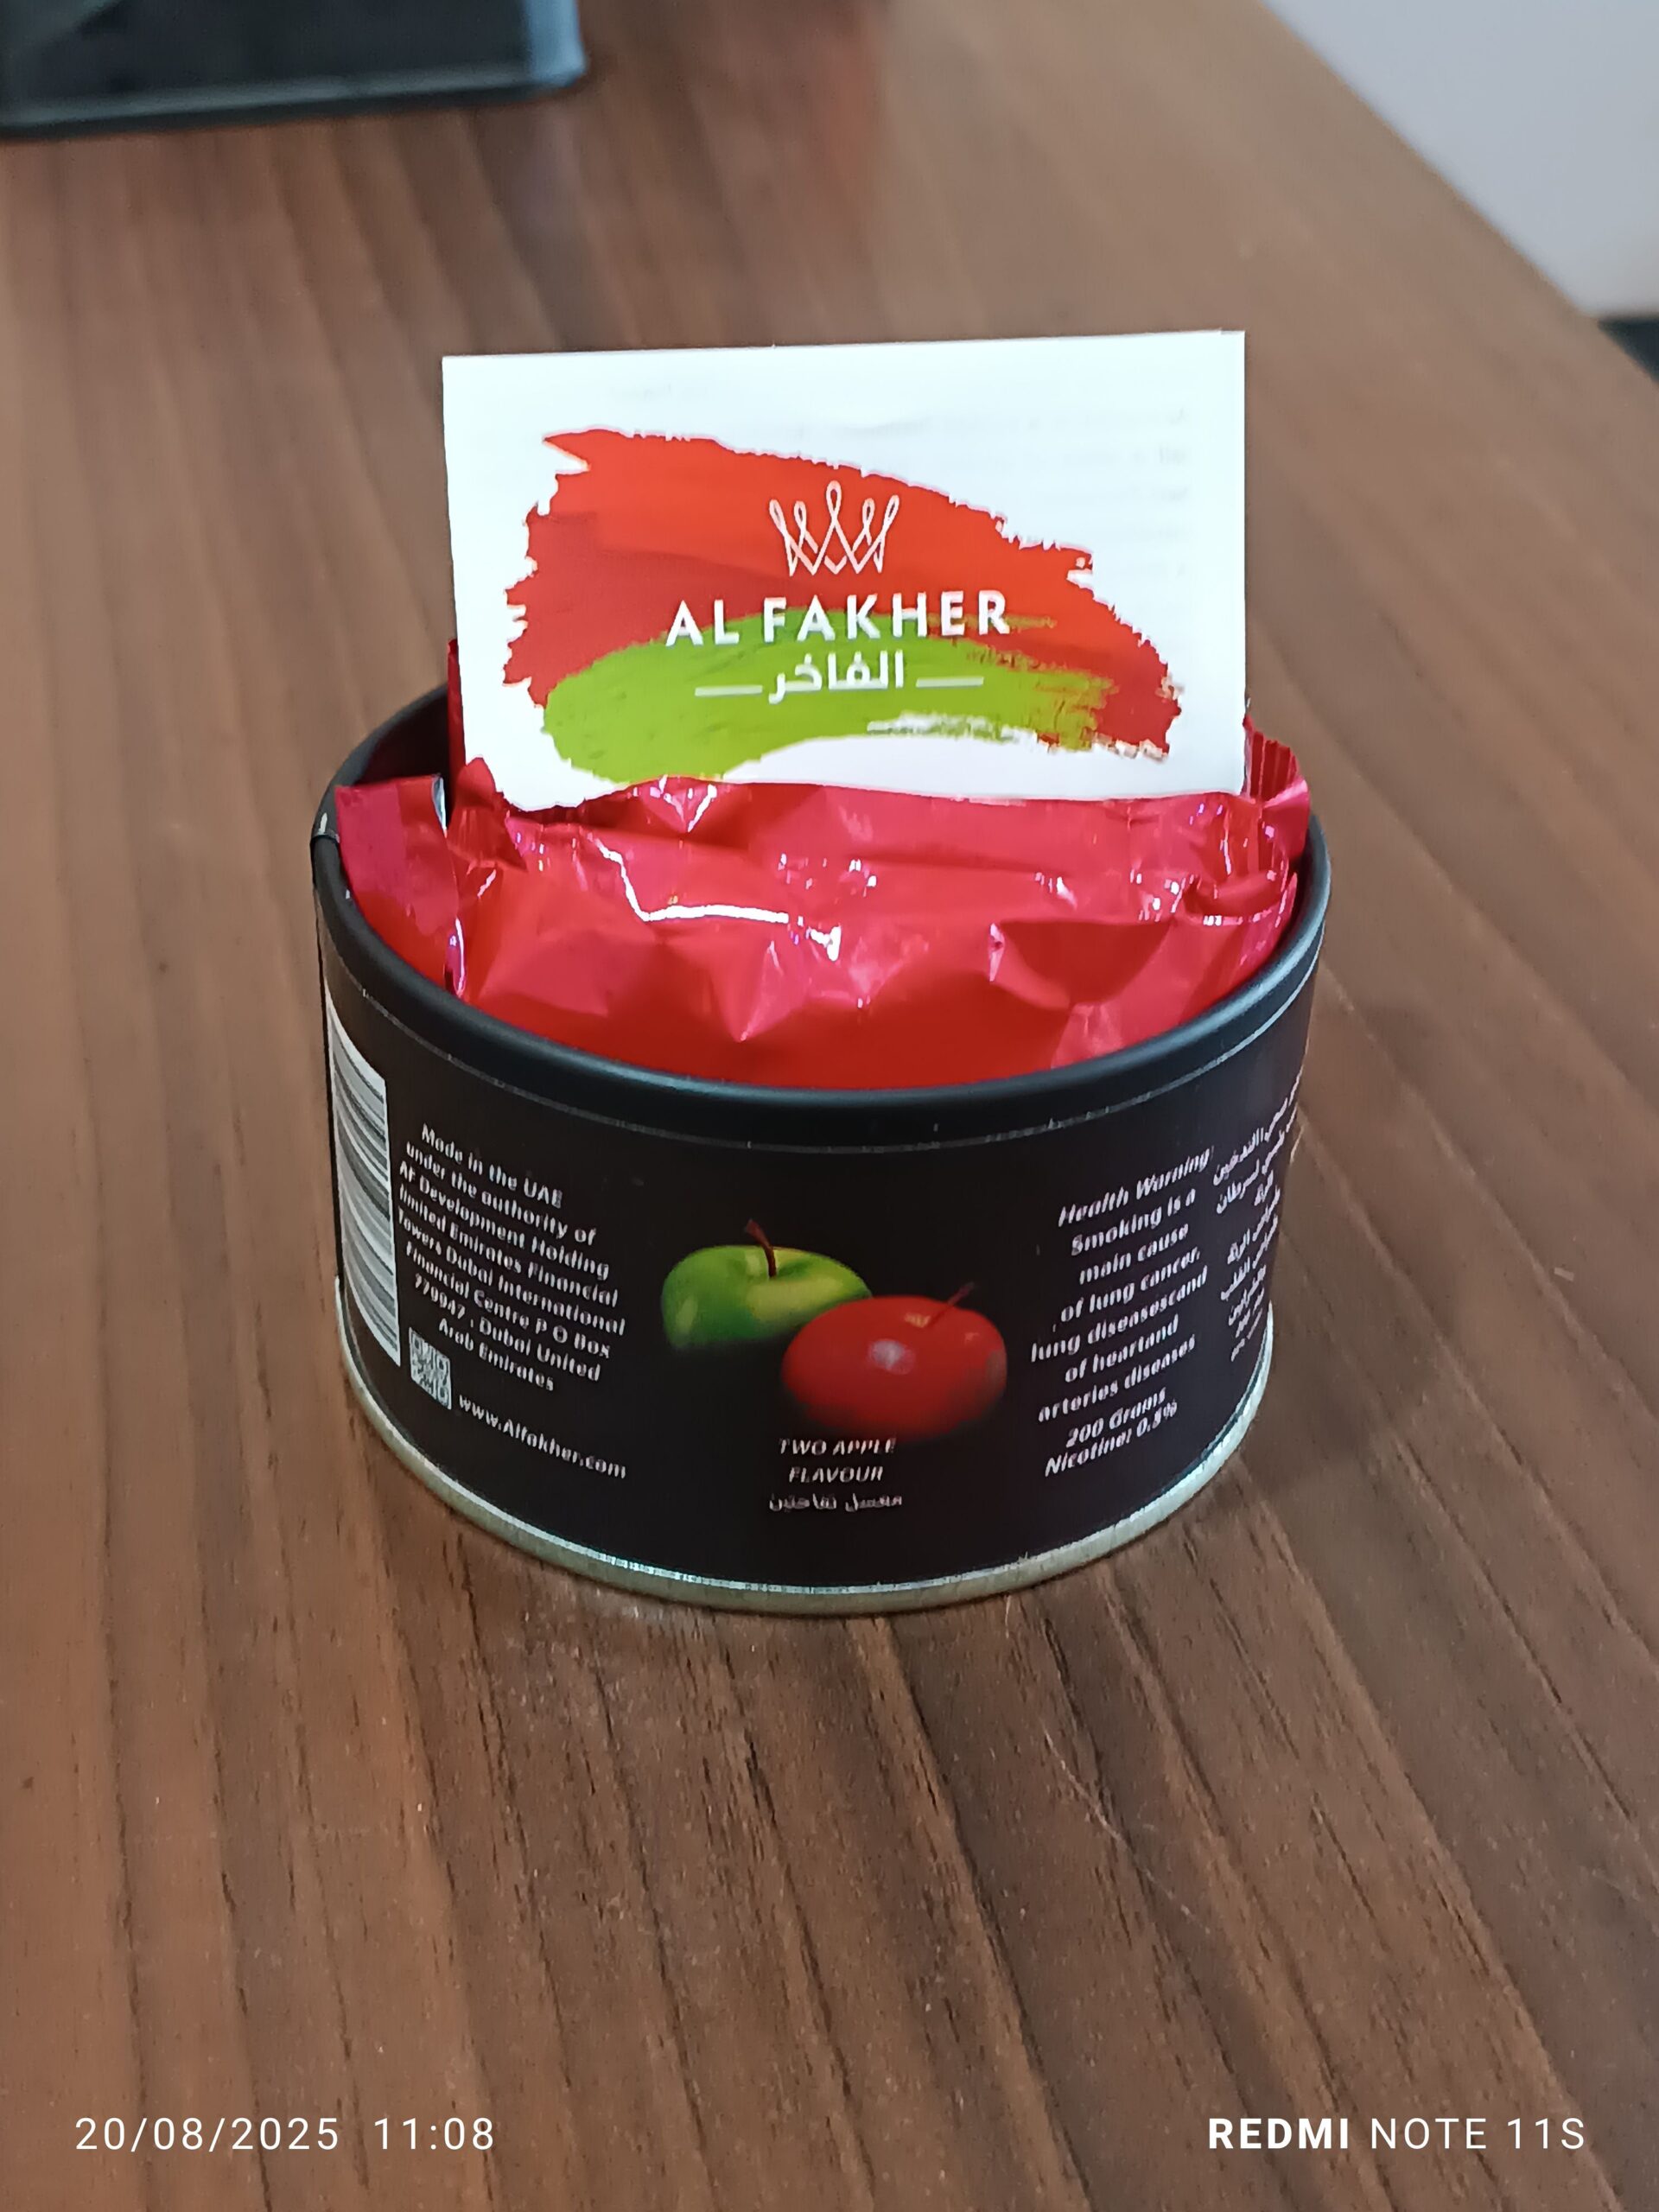 AL FAKHER
الفاخر
Made in the UAE
under the authority of
AF Development Holding
limited Emirates Financial
Towers Dubai International
Financial Centre P O Box
770947 , Dubai United
Arab Emirates
www.Alfakher.com
TWO APPLE
FLAVOUR
معسل تفاحتين
Health Warning
Smoking is a
main cause
of lung cancer,
lung diseasescand
of heartand
arteries diseases
200 Grams
Nicotine: 0.5%
20/08/2025 11:08
REDMI NOTE 11S